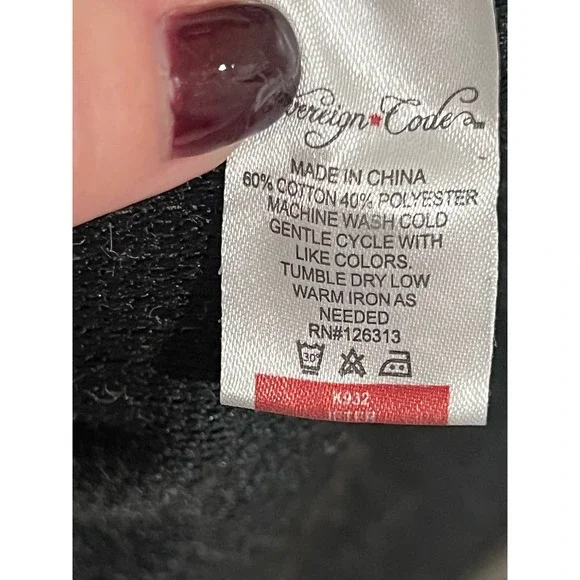 Code
MADE IN CHINA
60% COTTON 40% POLYESTER
MACHINE WASH COLD
GENTLE CYCLE WITH
LIKE COLORS.
TUMBLE DRY LOW
WARM IRON AS
NEEDED
RN#126313
30°
K932